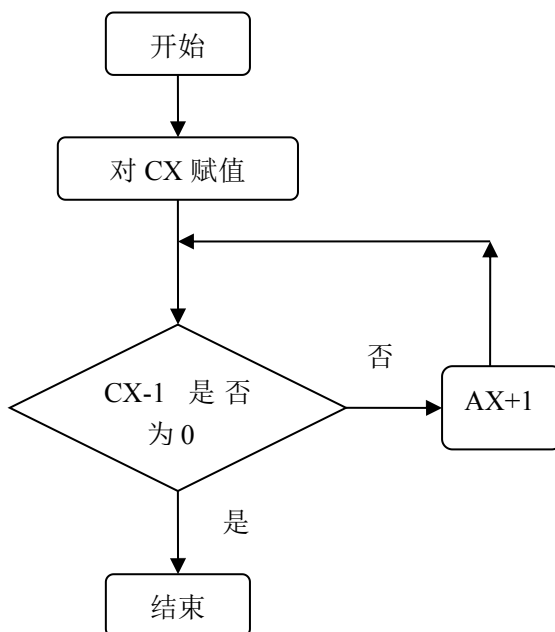 开始
对 CX 赋值
否
CX-1 是否
为 0
AX+1
是
结束